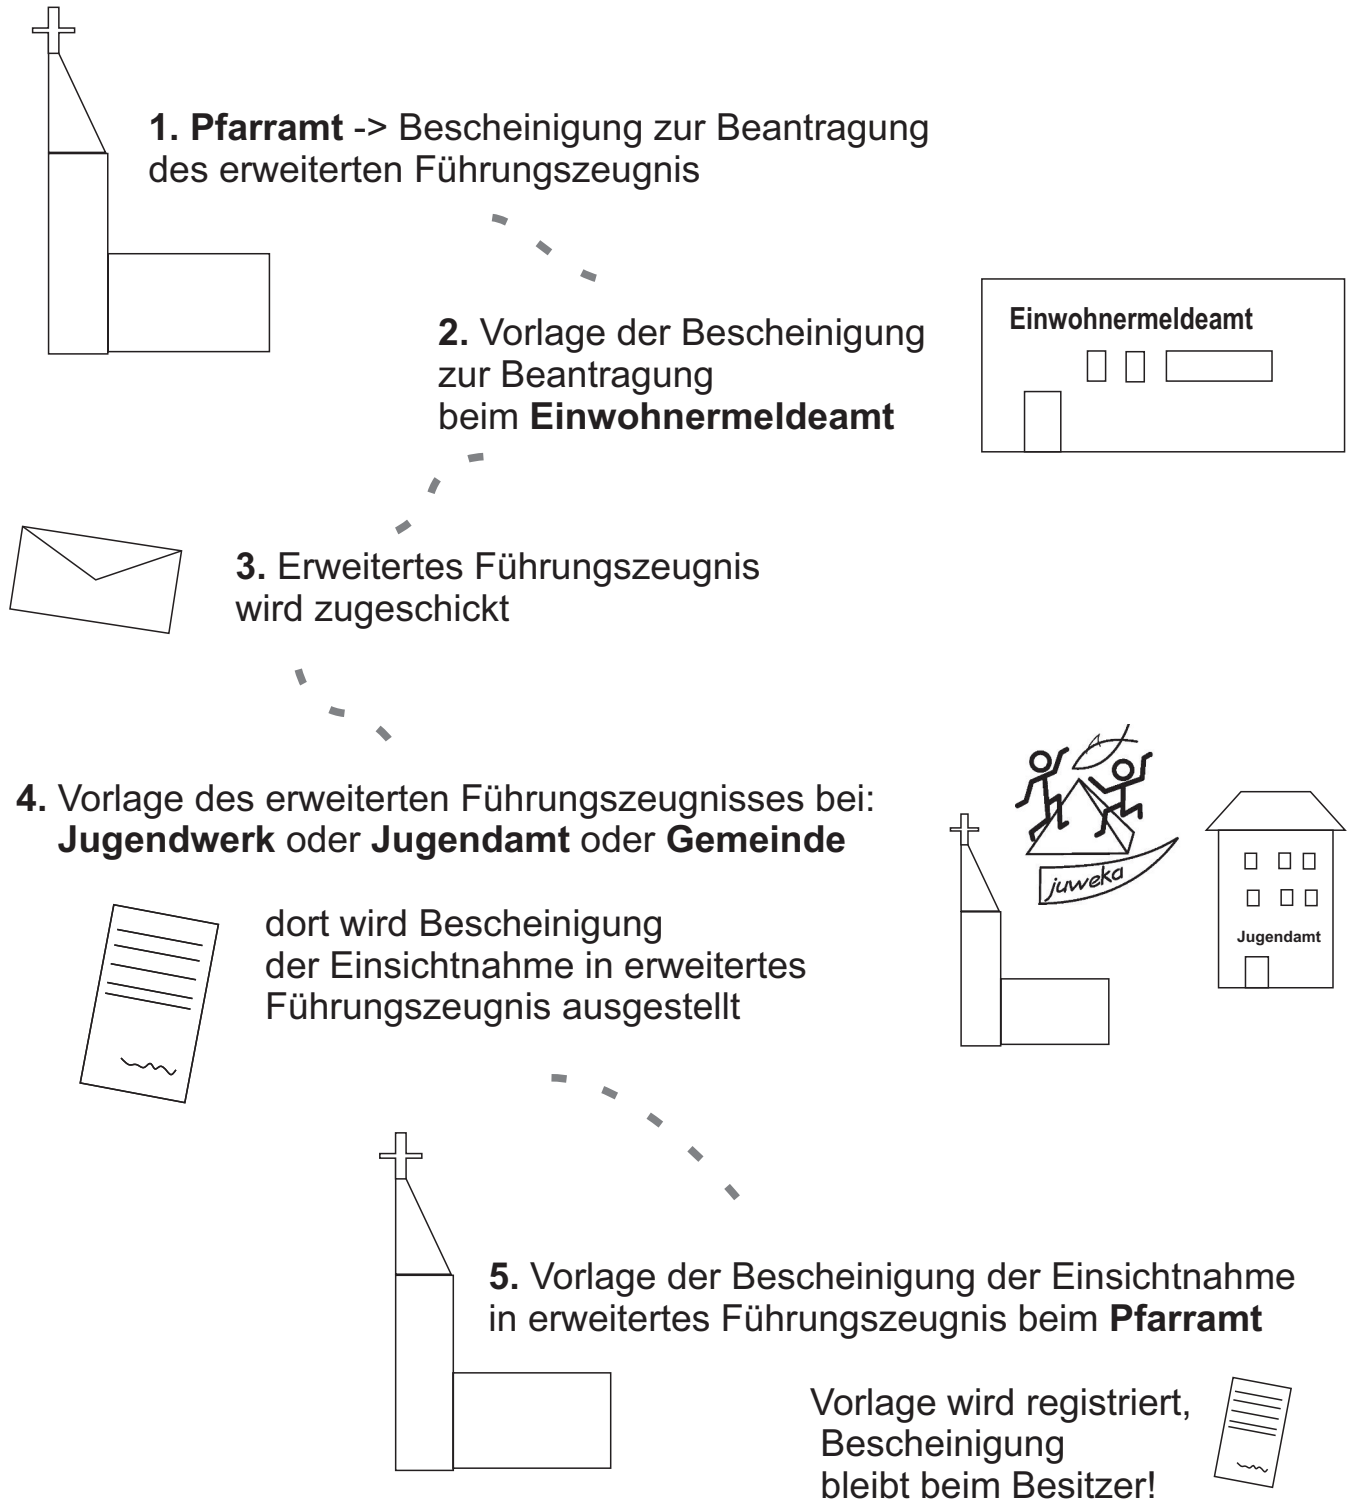 1. Pfarramt -> Bescheinigung zur Beantragung
des erweiterten Führungszeugnis
2. Vorlage der Bescheinigung
zur Beantragung
beim Einwohnermeldeamt
Einwohnermeldeamt
3. Erweitertes Führungszeugnis
wird zugeschickt
4. Vorlage des erweiterten Führungszeugnisses bei:
Jugendwerk oder Jugendamt oder Gemeinde
juweka
Jugendamt
dort wird Bescheinigung
der Einsichtnahme in erweitertes
Führungszeugnis ausgestellt
5. Vorlage der Bescheinigung der Einsichtnahme
in erweitertes Führungszeugnis beim Pfarramt
Vorlage wird registriert,
Bescheinigung
bleibt beim Besitzer!